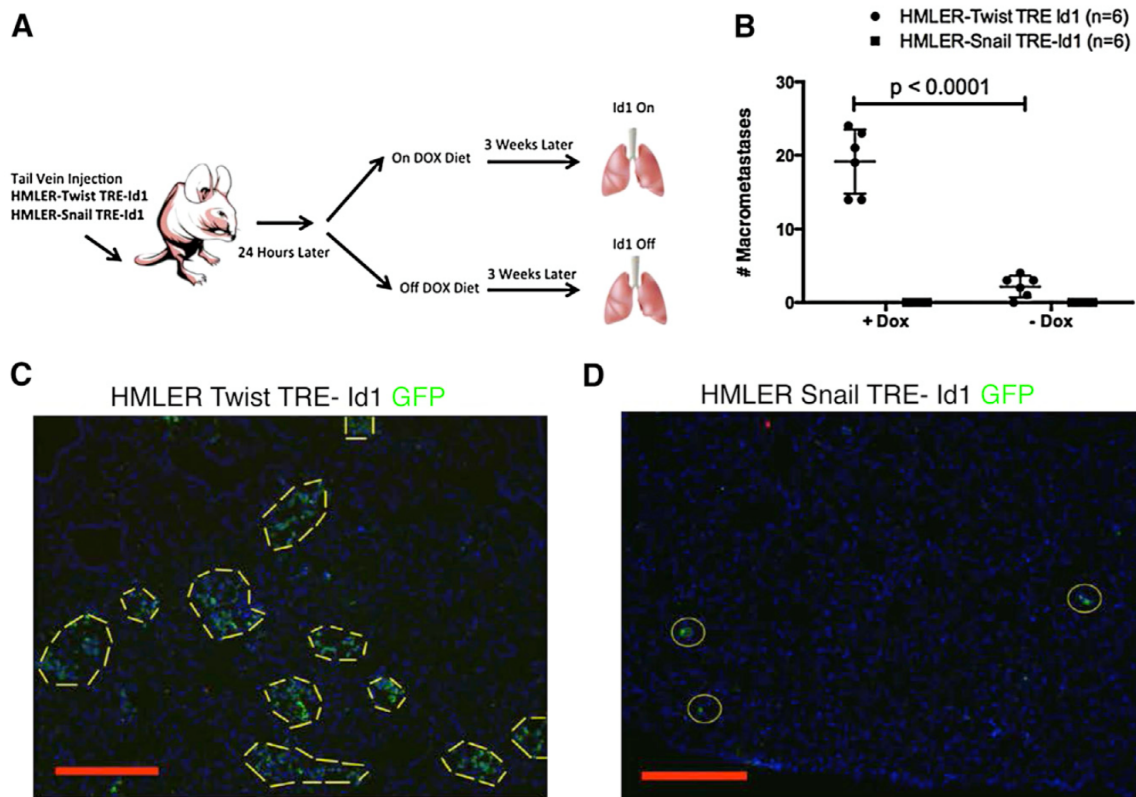 A
Tail Vein Injection
HMLER-Twist TRE-Id1
HMLER-Snail TRE-Id1
24 Hours Later
On DOX Diet
3 Weeks Later
Id1 On
Off DOX Diet
3 Weeks Later
Id1 Off
B
HMLER-Twist TRE Id1 (n=6)
HMLER-Snail TRE-Id1 (n=6)
p < 0.0001
# Macrometastases
30
20
10
0
+ Dox
- Dox
C
HMLER Twist TRE- Id1 GFP
D
HMLER Snail TRE- Id1 GFP